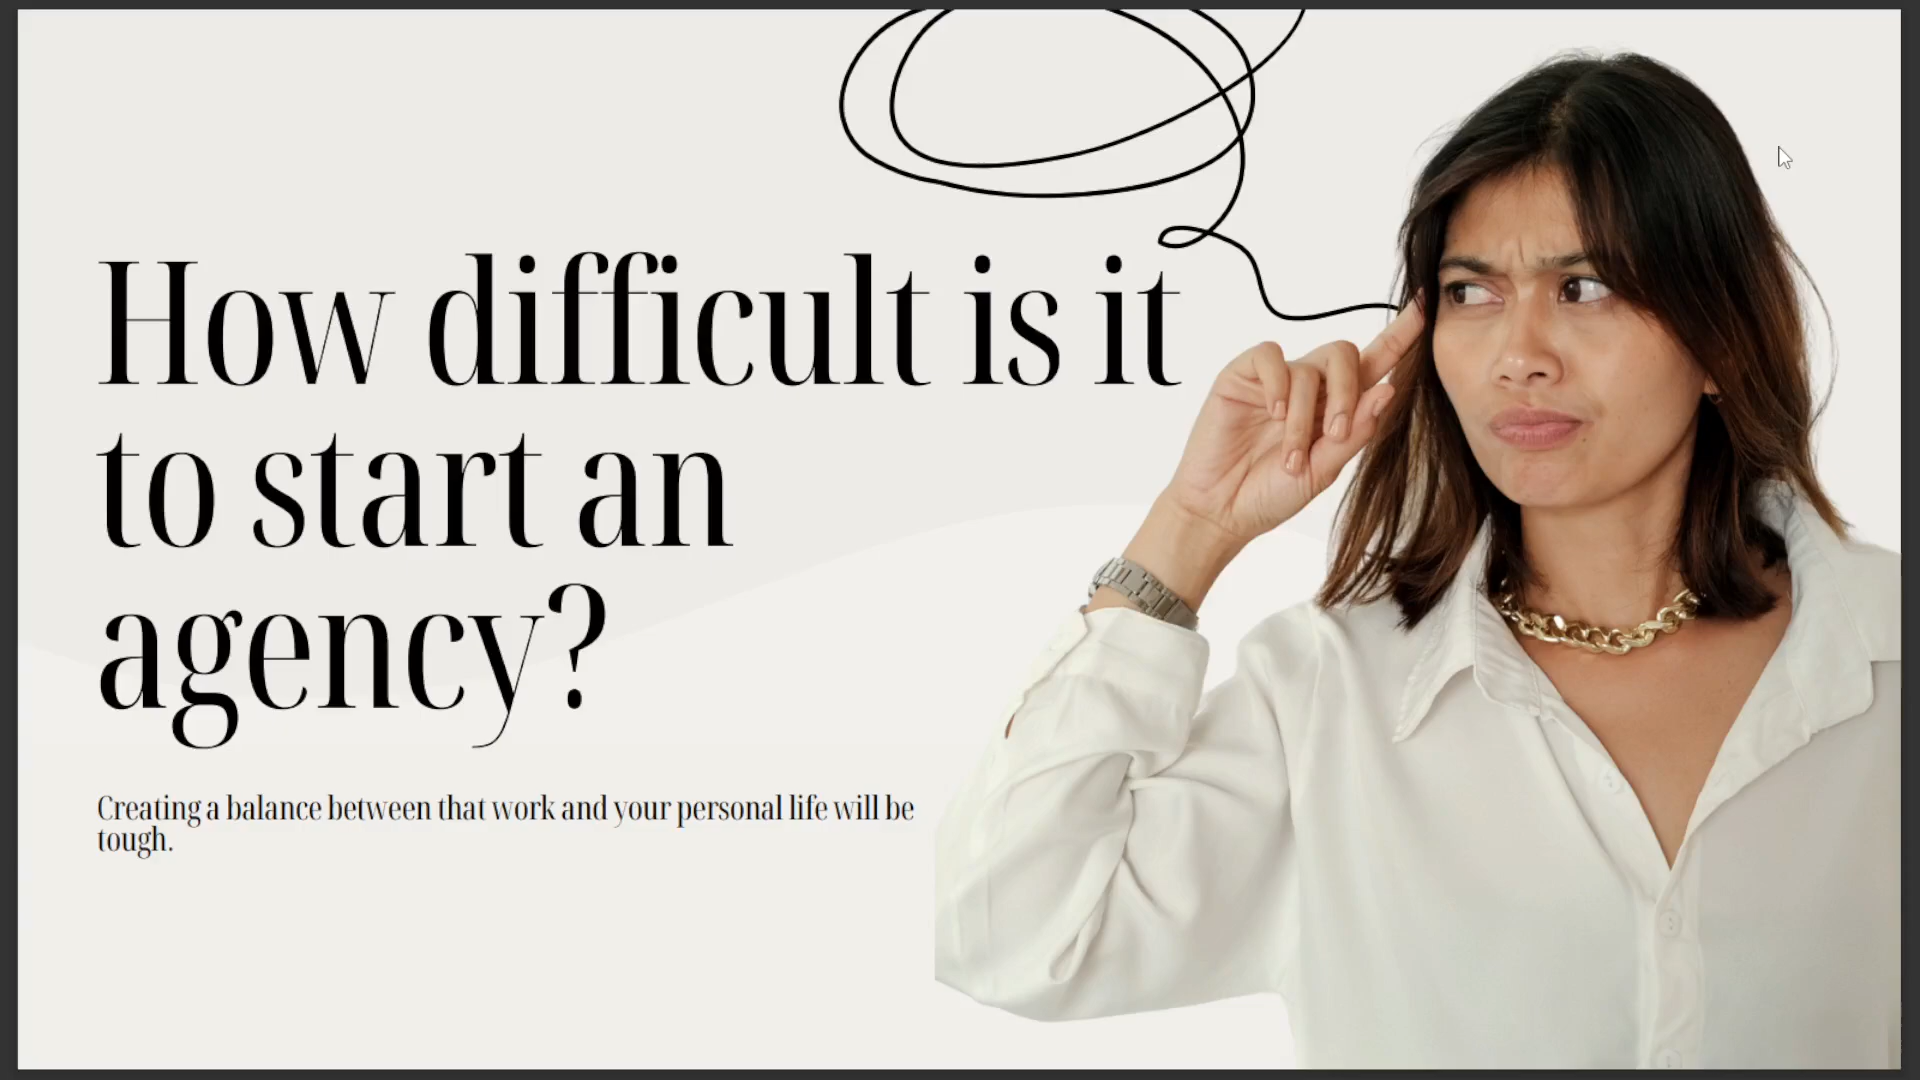 How difficult is it
to start an
agency?
Creating a balance between that work and your personal life will be
tough.